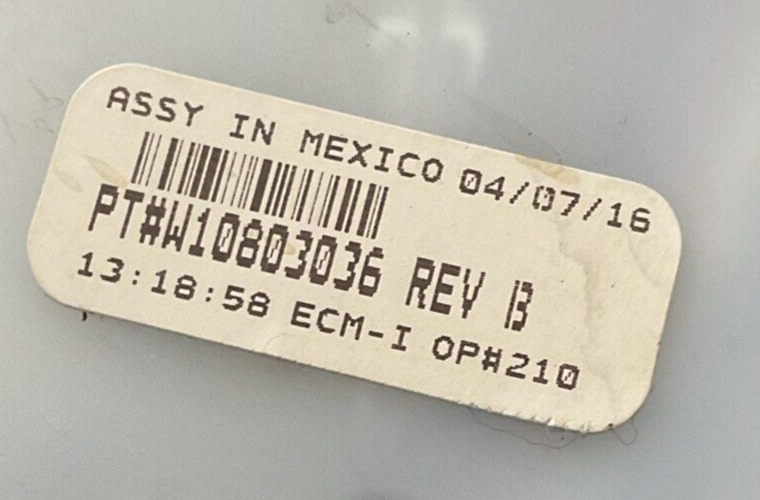 ASSY IN MEXICO 04/07/16
PT#W10803036 REV B
13:18:58 ECM-I OP#210